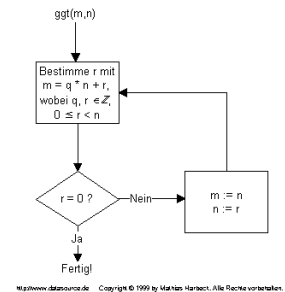 ggt(m,n)
Bestimme r mit
m = q * n + r,
wobei q, r ∈ Z,
0 ≤ r < n
r = 0 ?
Nein
m := n
n := r
Ja
Fertig!
http://www.datasource.de Copyright © 1999 by Mathias Harbeck. Alle Rechte vorbehalten.